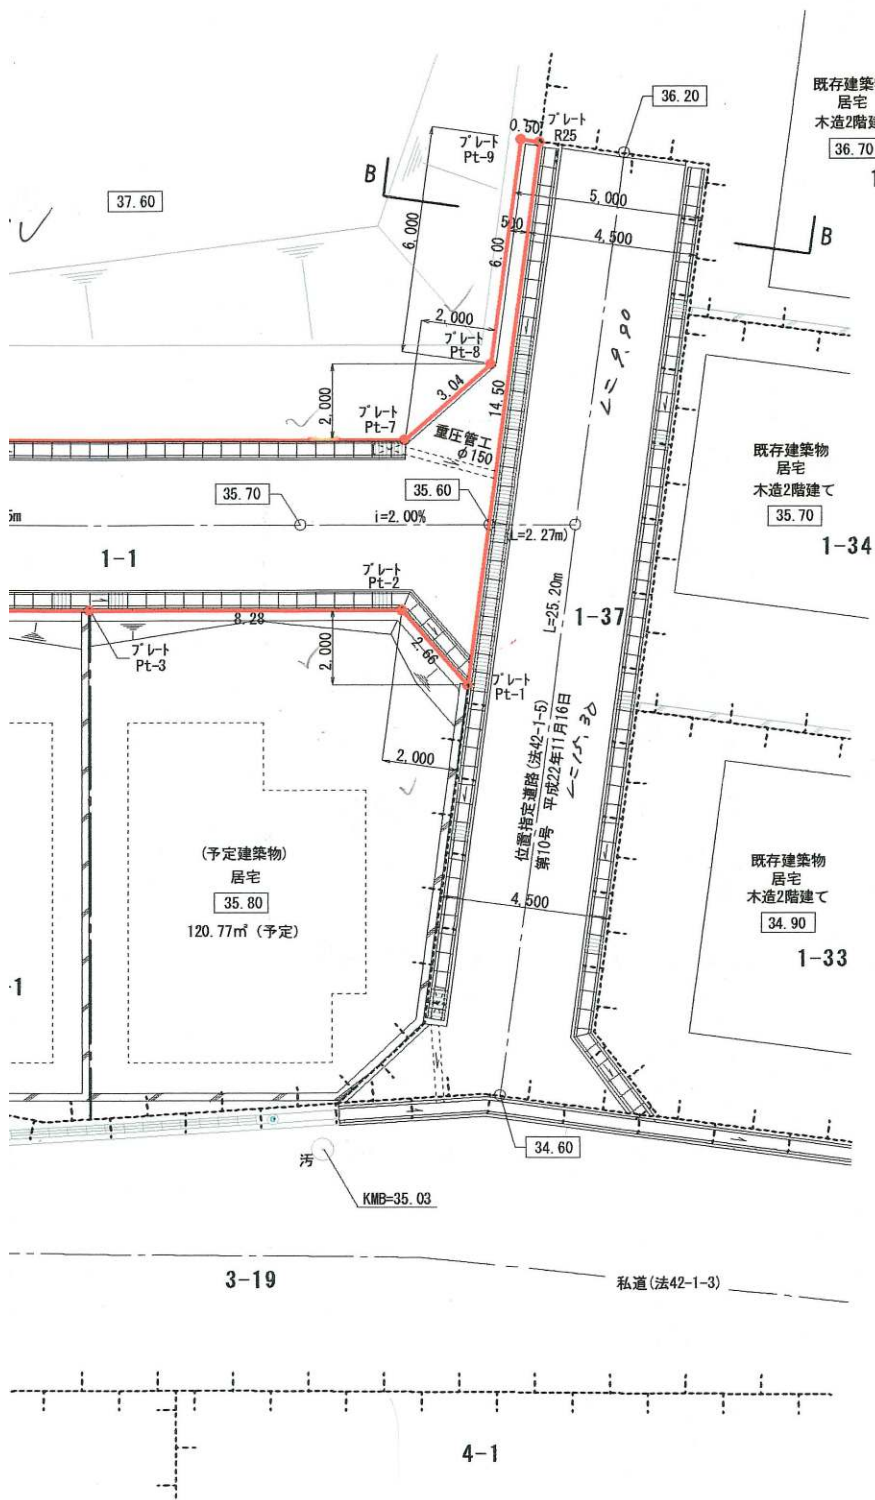 既存建築物
居宅
木造2階建
36.70
36.20
0.50
プレート
R25
プレート
Pt-9
B
37.60
6,000
5,000
500
4,500
B
6.00
2,000
プレート
Pt-8
L=9.90
3.04
2,000
14.50
プレート
Pt-7
重圧管工
φ150
既存建築物
居宅
木造2階建て
35.70
35.70
35.60
5m
i=2.00%
(L=2.27m)
1-1
1-34
プレート
Pt-2
L=25.20m
1-37
8.28
2.66
2,000
プレート
Pt-3
プレート
Pt-1
位置指定道路(法42-1-5)
第10号 平成22年11月16日
L=15.30
2,000
(予定建築物)
居宅
35.80
120.77㎡ (予定)
既存建築物
居宅
木造2階建て
34.90
4,500
1-33
-1
34.60
汚
KMB=35.03
3-19
私道(法42-1-3)
4-1